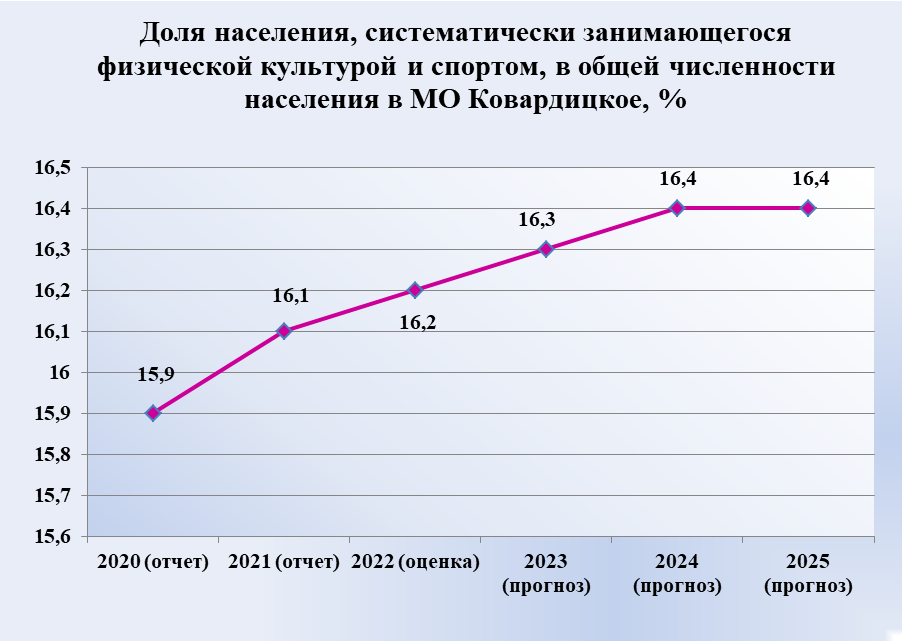 Доля населения, систематически занимающегося
физической культурой и спортом, в общей численности
населения в МО Ковардицкое, %
16,5
16,4
16,3
16,2
16,1
16
15,9
15,8
15,7
15,6
15,9
16,1
16,2
16,3
16,4
16,4
2020 (отчет)
2021 (отчет)
2022 (оценка)
2023
(прогноз)
2024
(прогноз)
2025
(прогноз)